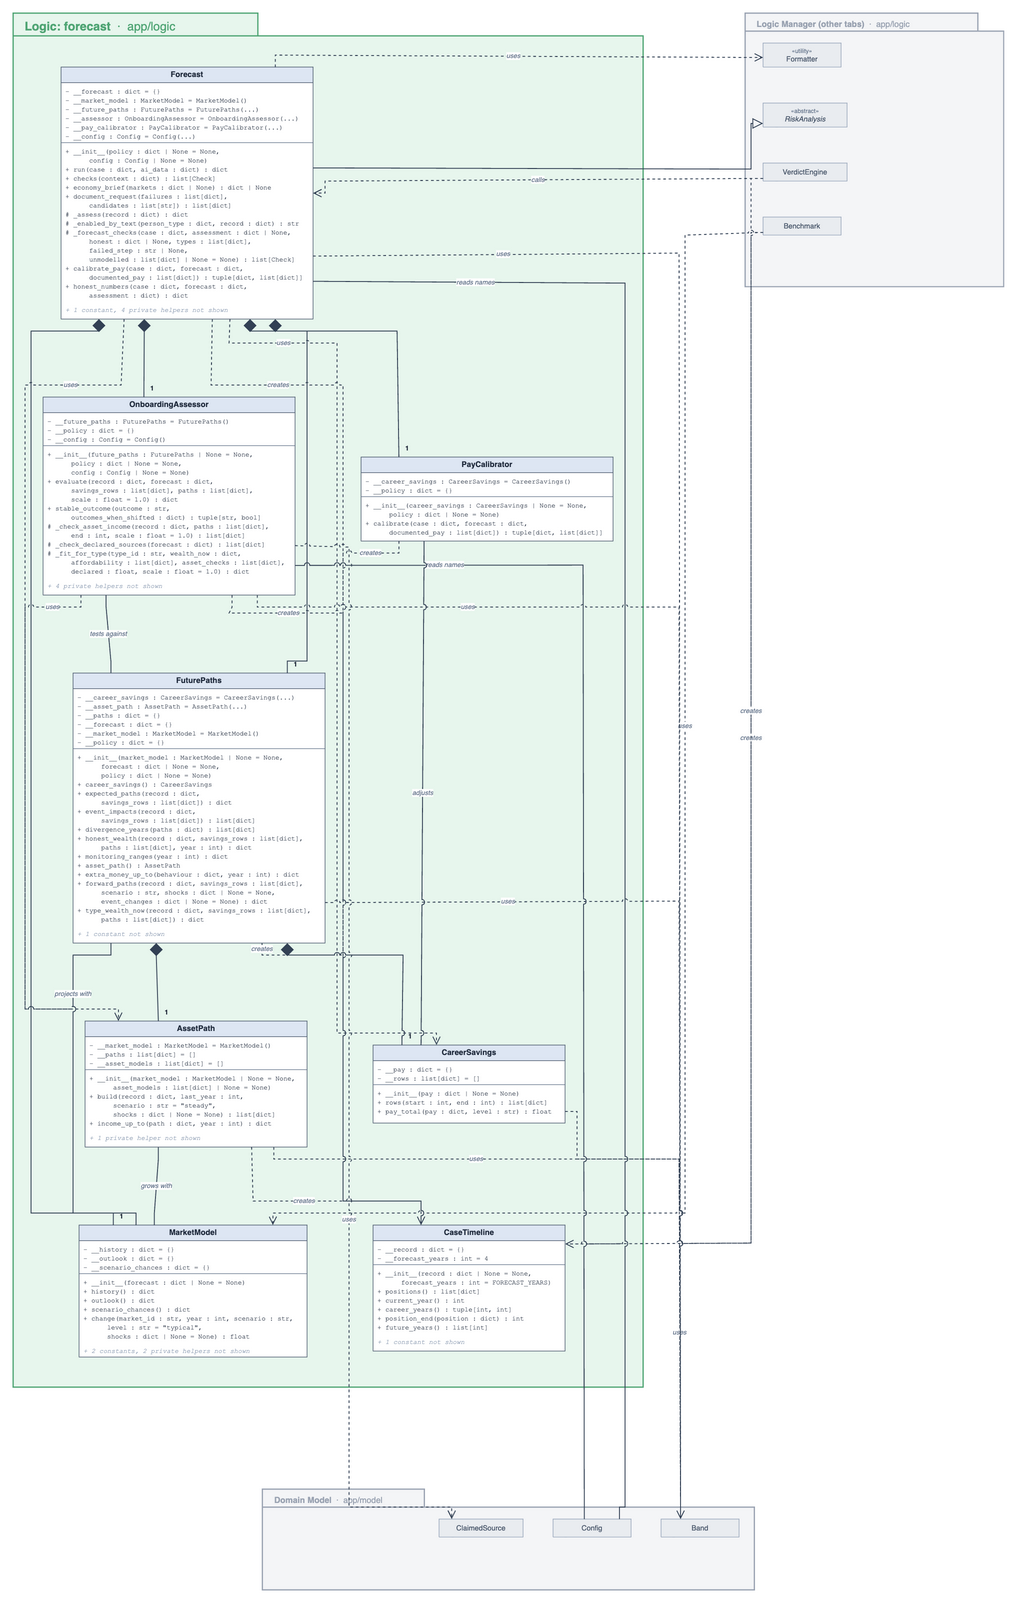 Logic: forecast · app/logic
Logic Manager (other tabs) · app/logic
«utility»
Formatter
«abstract»
RiskAnalysis
VerdictEngine
Benchmark
uses
calls
uses
reads names
Forecast
− __forecast : dict = {}
− __market_model : MarketModel = MarketModel()
− __future_paths : FuturePaths = FuturePaths(...)
− __assessor : OnboardingAssessor = OnboardingAssessor(...)
− __pay_calibrator : PayCalibrator = PayCalibrator(...)
− __config : Config = Config(...)
+ __init__(policy : dict | None = None,
config : Config | None = None)
+ run(case : dict, ai_data : dict) : dict
+ checks(context : dict) : list[Check]
+ economy_brief(markets : dict | None) : dict | None
+ document_request(failures : list[dict],
candidates : list[str]) : list[dict]
# _assess(record : dict) : dict
# _enabled_by_text(person_type : dict, record : dict) : str
# _forecast_checks(case : dict, assessment : dict | None,
honest : dict | None, types : list[dict],
failed_step : str | None,
unmodelled : list[dict] | None = None) : list[Check]
+ calibrate_pay(case : dict, forecast : dict,
documented_pay : list[dict]) : tuple[dict, list[dict]]
+ honest_numbers(case : dict, forecast : dict,
assessment : dict) : dict
+ 1 constant, 4 private helpers not shown
uses
uses
creates
1
1
OnboardingAssessor
− __future_paths : FuturePaths = FuturePaths()
− __policy : dict = {}
− __config : Config = Config()
+ __init__(future_paths : FuturePaths | None = None,
policy : dict | None = None,
config : Config | None = None)
+ evaluate(record : dict, forecast : dict,
savings_rows : list[dict], paths : list[dict],
scale : float = 1.0) : dict
+ stable_outcome(outcome : str,
outcomes_when_shifted : dict) : tuple[str, bool]
# _check_asset_income(record : dict, paths : list[dict],
end : int, scale : float = 1.0) : list[dict]
# _check_declared_sources(forecast : dict) : list[dict]
# _fit_for_type(type_id : str, wealth_now : dict,
affordability : list[dict], asset_checks : list[dict],
declared : float, scale : float = 1.0) : dict
+ 4 private helpers not shown
PayCalibrator
− __career_savings : CareerSavings = CareerSavings()
− __policy : dict = {}
+ __init__(career_savings : CareerSavings | None = None,
policy : dict | None = None)
+ calibrate(case : dict, forecast : dict,
documented_pay : list[dict]) : tuple[dict, list[dict]]
creates
reads names
uses
creates
uses
tests against
1
FuturePaths
− __career_savings : CareerSavings = CareerSavings(...)
− __asset_path : AssetPath = AssetPath(...)
− __paths : dict = {}
− __forecast : dict = {}
− __market_model : MarketModel = MarketModel()
− __policy : dict = {}
+ __init__(market_model : MarketModel | None = None,
forecast : dict | None = None,
policy : dict | None = None)
+ career_savings() : CareerSavings
+ expected_paths(record : dict,
savings_rows : list[dict]) : dict
+ event_impacts(record : dict,
savings_rows : list[dict]) : list[dict]
+ divergence_years(paths : dict) : list[dict]
+ honest_wealth(record : dict, savings_rows : list[dict],
paths : list[dict], year : int) : dict
+ monitoring_ranges(year : int) : dict
+ asset_path() : AssetPath
+ extra_money_up_to(behaviour : dict, year : int) : dict
+ forward_paths(record : dict, savings_rows : list[dict],
scenario : str, shocks : dict | None = None,
event_changes : dict | None = None) : dict
+ type_wealth_now(record : dict, savings_rows : list[dict],
paths : list[dict]) : dict
+ 1 constant not shown
creates
uses
creates
adjusts
uses
creates
projects with
1
1
AssetPath
− __market_model : MarketModel = MarketModel()
− __paths : list[dict] = []
− __asset_models : list[dict] = []
+ __init__(market_model : MarketModel | None = None,
asset_models : list[dict] | None = None)
+ build(record : dict, last_year : int,
scenario : str = "steady",
shocks : dict | None = None) : list[dict]
+ income_up_to(path : dict, year : int) : dict
+ 1 private helper not shown
CareerSavings
− __pay : dict = {}
− __rows : list[dict] = []
+ __init__(pay : dict | None = None)
+ rows(start : int, end : int) : list[dict]
+ pay_total(pay : dict, level : str) : float
uses
grows with
creates
uses
1
MarketModel
− __history : dict = {}
− __outlook : dict = {}
− __scenario_chances : dict = {}
+ __init__(forecast : dict | None = None)
+ history() : dict
+ outlook() : dict
+ scenario_chances() : dict
+ change(market_id : str, year : int, scenario : str,
level : str = "typical",
shocks : dict | None = None) : float
+ 2 constants, 2 private helpers not shown
CaseTimeline
− __record : dict = {}
− __forecast_years : int = 4
+ __init__(record : dict | None = None,
forecast_years : int = FORECAST_YEARS)
+ positions() : list[dict]
+ current_year() : int
+ career_years() : tuple[int, int]
+ position_end(position : dict) : int
+ future_years() : list[int]
+ 1 constant not shown
uses
Domain Model · app/model
ClaimedSource
Config
Band